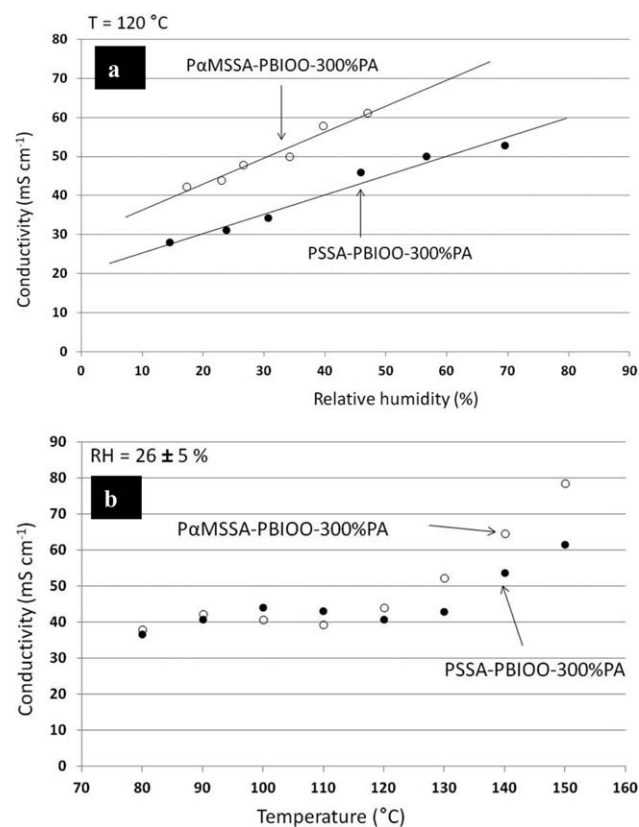 T = 120 °C
a
PαMSSA-PBIOO-300%PA
PSSA-PBIOO-300%PA
Conductivity (mS cm⁻¹)
80
70
60
50
40
30
20
10
0
0 10 20 30 40 50 60 70 80 90
Relative humidity (%)
RH = 26 ± 5 %
b
PαMSSA-PBIOO-300%PA
PSSA-PBIOO-300%PA
Conductivity (mS cm⁻¹)
90
80
70
60
50
40
30
20
10
0
70 80 90 100 110 120 130 140 150 160
Temperature (°C)